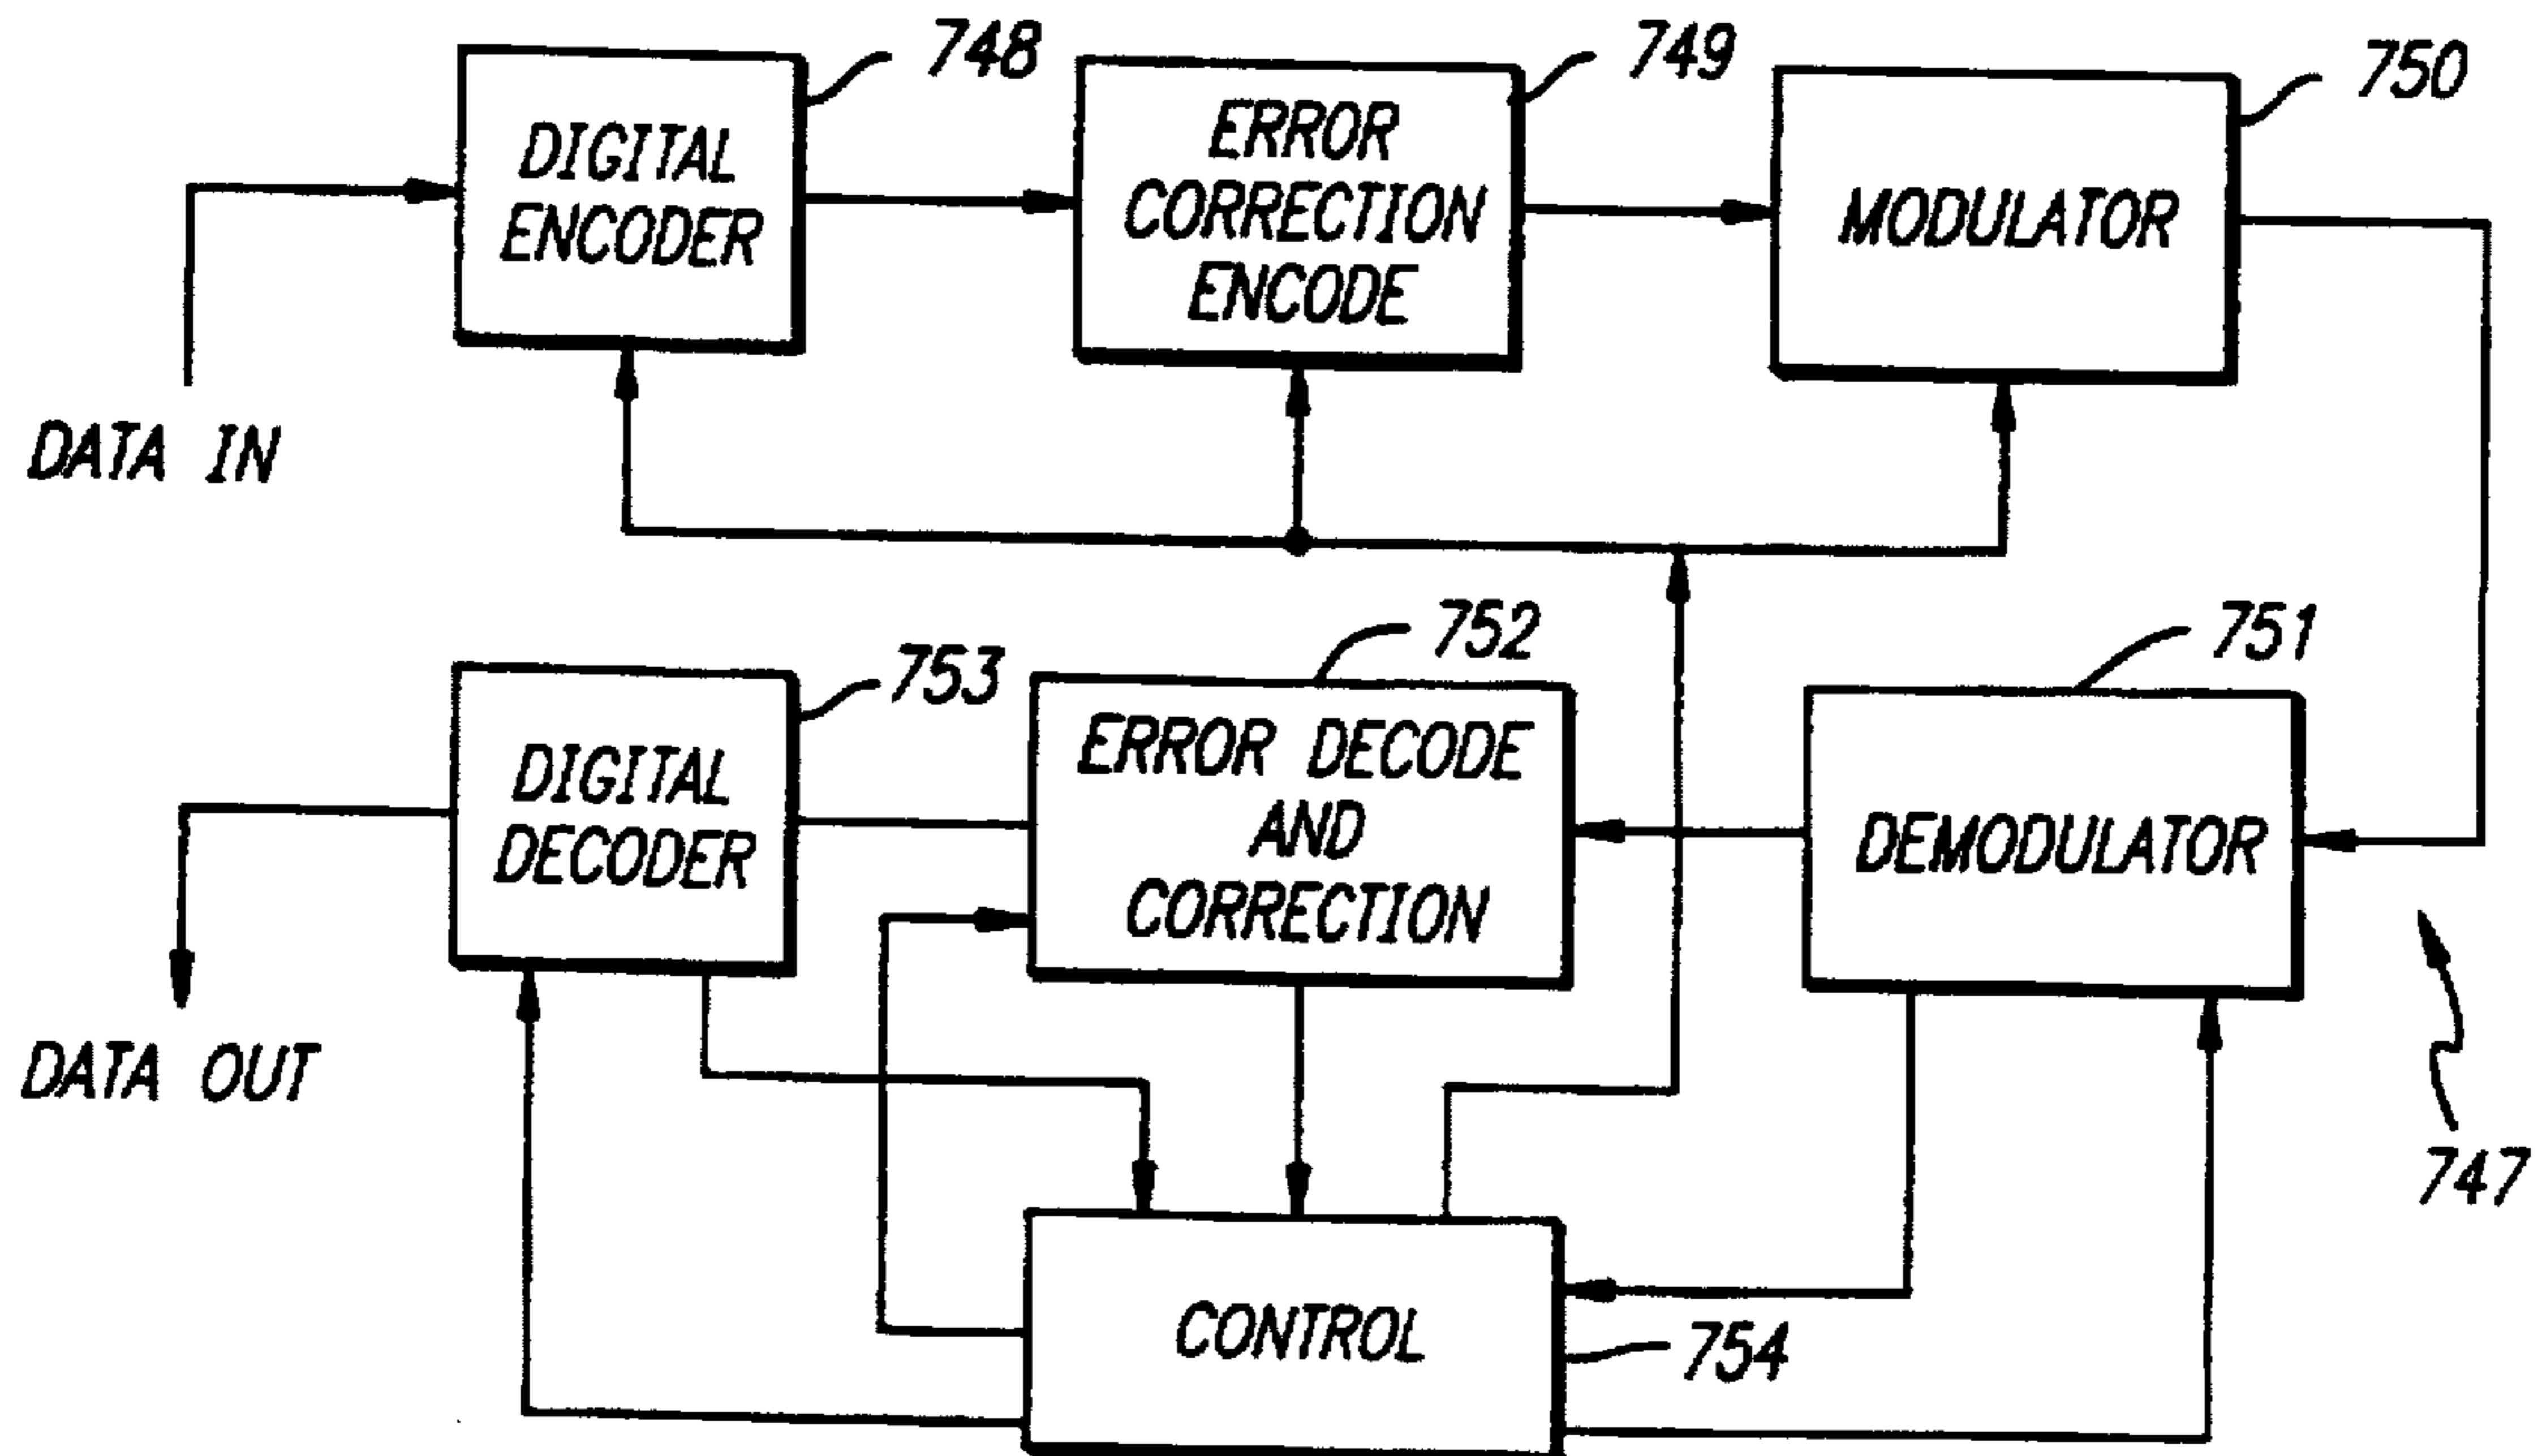 748
749
750
DIGITAL
ENCODER
ERROR
CORRECTION
ENCODE
MODULATOR
DATA IN
753
752
751
DIGITAL
DECODER
ERROR DECODE
AND
CORRECTION
DEMODULATOR
DATA OUT
747
CONTROL
754